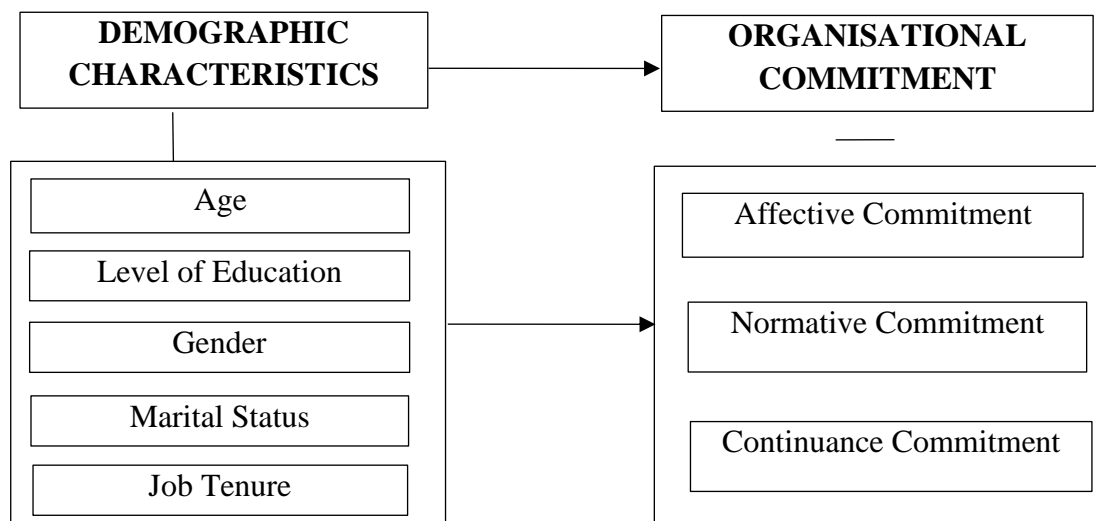 DEMOGRAPHIC
CHARACTERISTICS
ORGANISATIONAL
COMMITMENT
Age
Level of Education
Gender
Marital Status
Job Tenure
Affective Commitment
Normative Commitment
Continuance Commitment